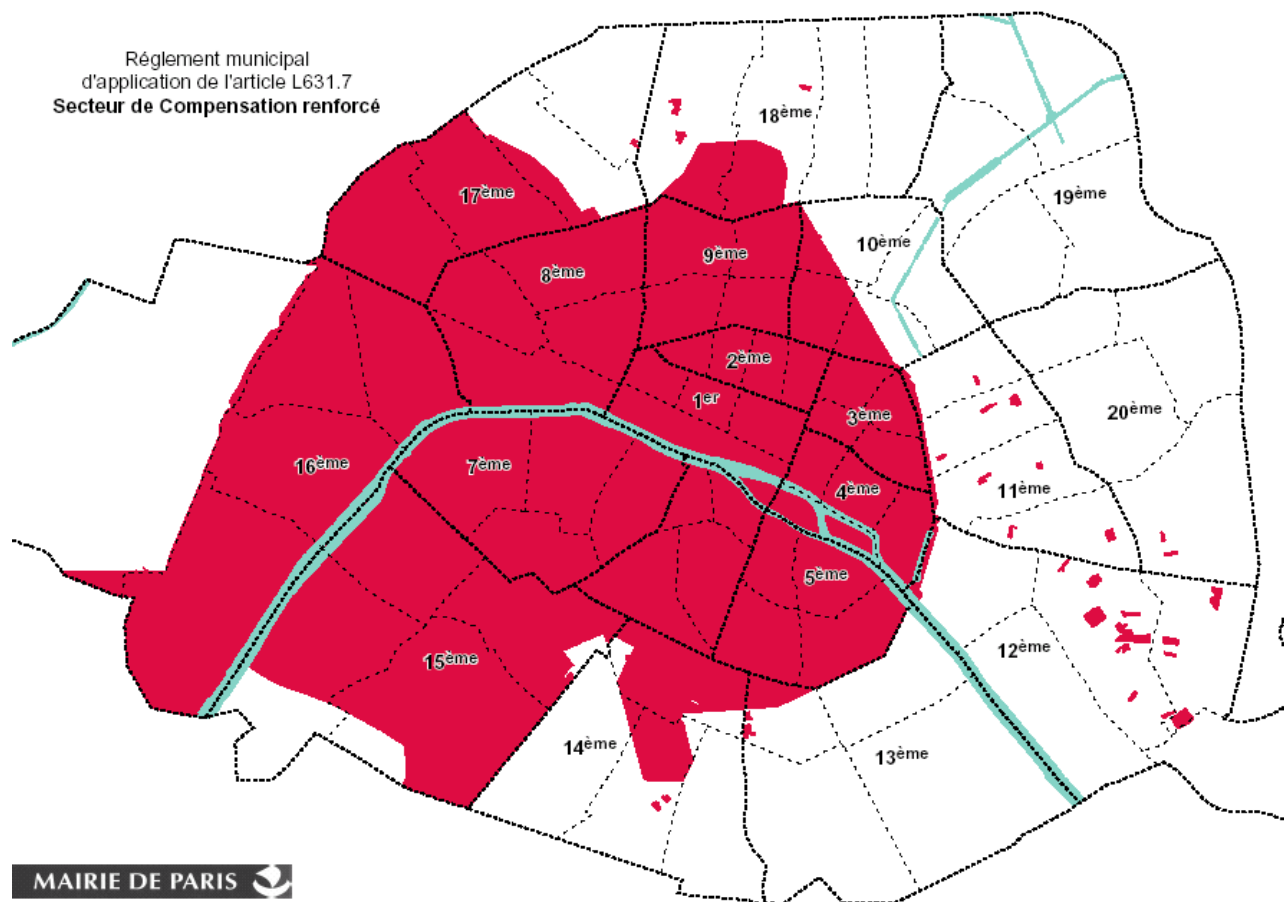 Réglement municipal
d'application de l'article L631.7
Secteur de Compensation renforcé
18ème
17ème
19ème
10ème
9ème
8ème
2ème
1er
3ème
20ème
16ème
7ème
4ème
11ème
5ème
15ème
12ème
14ème
13ème
MAIRIE DE PARIS